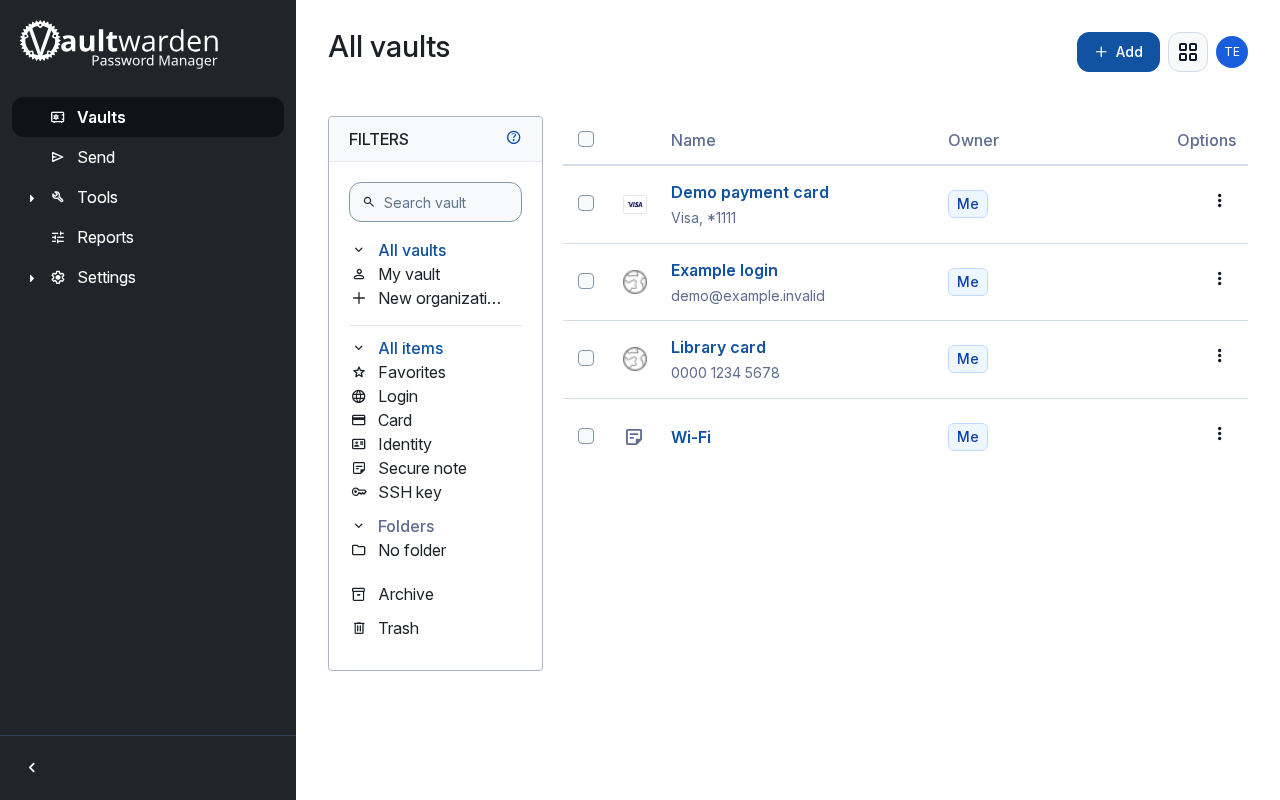 Vaultwarden
Password Manager
Vaults
Send
Tools
Reports
Settings
All vaults
Add
TE
FILTERS
Search vault
All vaults
My vault
New organizati…
All items
Favorites
Login
Card
Identity
Secure note
SSH key
Folders
No folder
Archive
Trash
Name Owner Options
VISA
Demo payment card
Visa, *1111
Me
Example login
demo@example.invalid
Me
Library card
0000 1234 5678
Me
Wi-Fi
Me